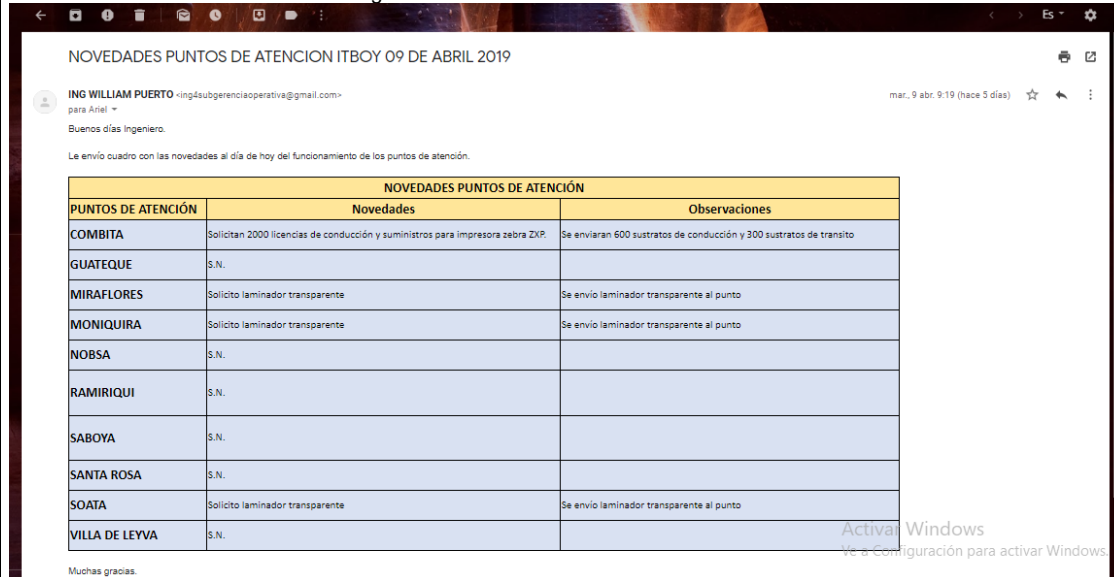 Es
NOVEDADES PUNTOS DE ATENCION ITBOY 09 DE ABRIL 2019
ING WILLIAM PUERTO <ing4subgerenciaoperativa@gmail.com>
mar., 9 abr. 9:19 (hace 5 días)
para Ariel
Buenos días Ingeniero.
Le envío cuadro con las novedades al día de hoy del funcionamiento de los puntos de atención.
NOVEDADES PUNTOS DE ATENCIÓN
PUNTOS DE ATENCIÓN Novedades Observaciones
COMBITA Solicitan 2000 licencias de conducción y suministros para impresora zebra ZXP. Se enviaran 600 sustratos de conducción y 300 sustratos de transito
GUATEQUE S.N.
MIRAFLORES Solicito laminador transparente Se envío laminador transparente al punto
MONIQUIRA Solicito laminador transparente Se envío laminador transparente al punto
NOBSA S.N.
RAMIRIQUI S.N.
SABOYA S.N.
SANTA ROSA S.N.
SOATA Solicito laminador transparente Se envío laminador transparente al punto
VILLA DE LEYVA S.N.
Activar Windows
Ve a Configuración para activar Windows.
Muchas gracias.